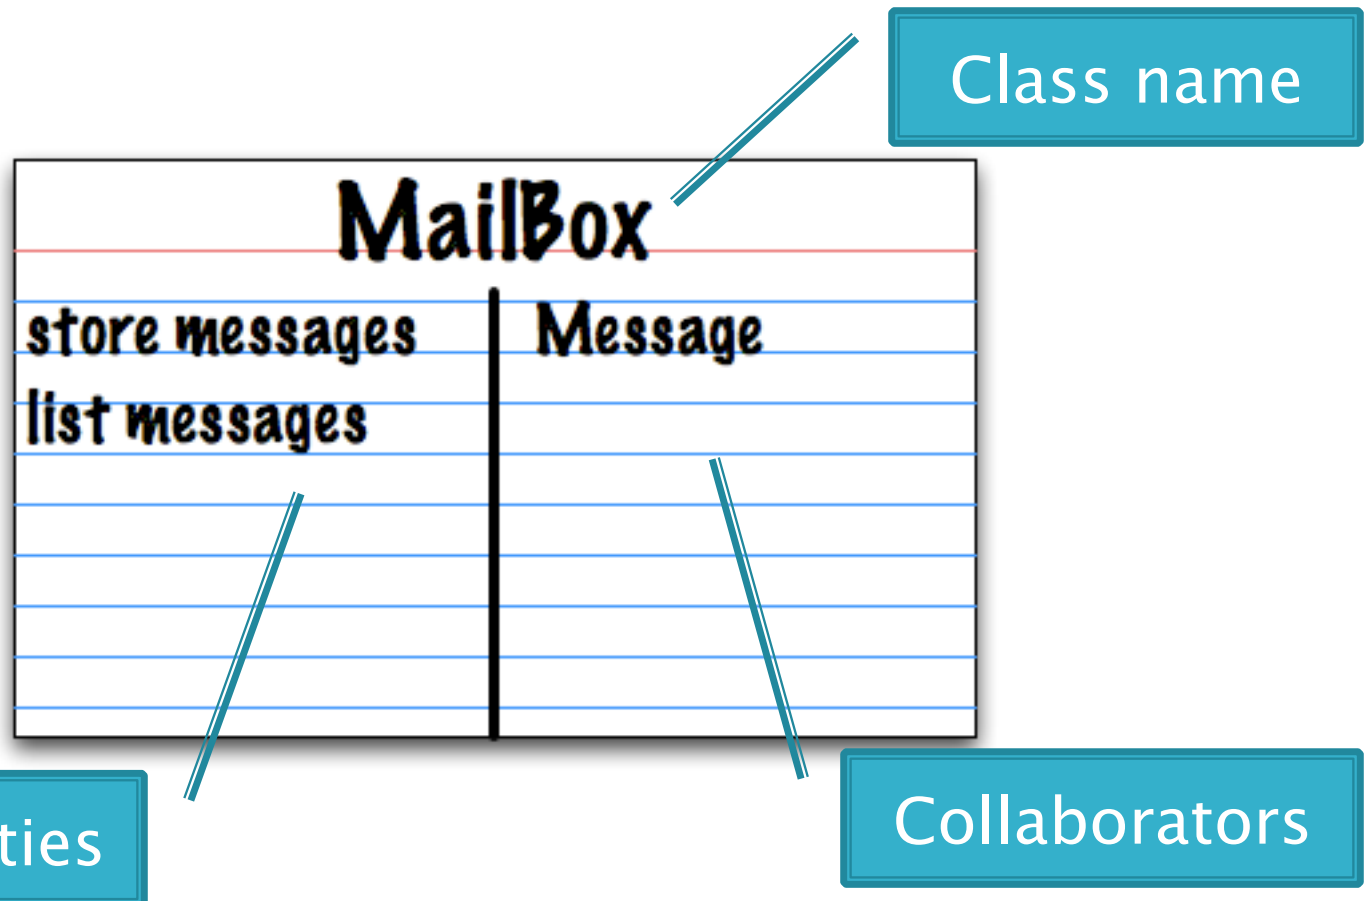 Class name
MailBox
store messages
Message
list messages
ties
Collaborators